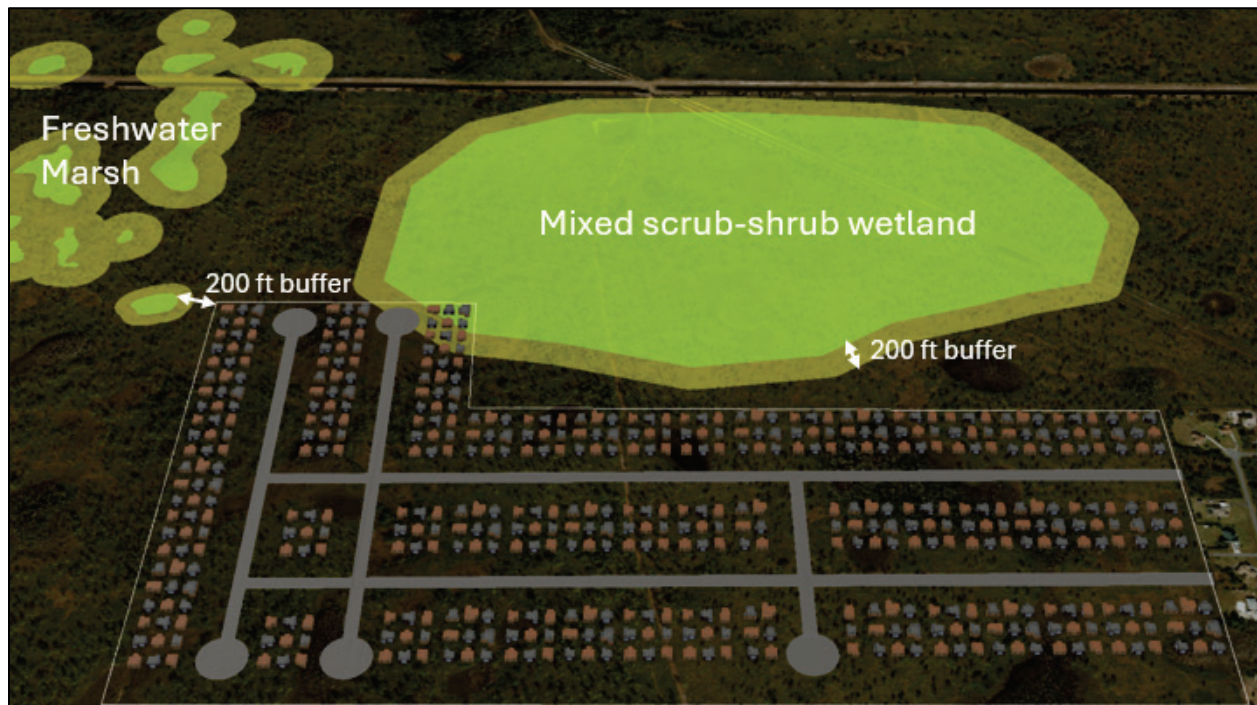 Freshwater
Marsh
Mixed scrub-shrub wetland
200 ft buffer
200 ft buffer